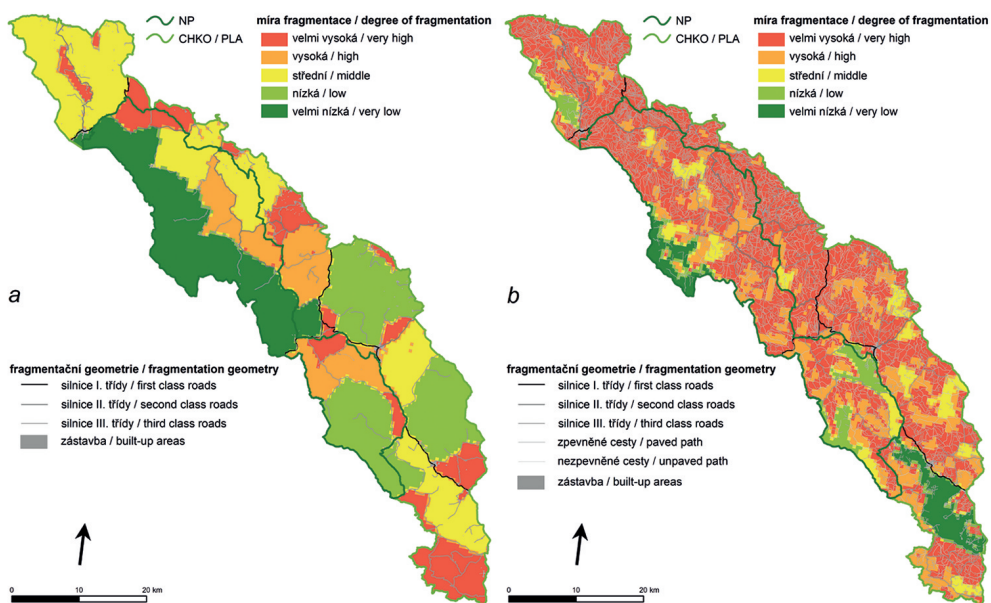 NP
CHKO / PLA
míra fragmentace / degree of fragmentation
velmi vysoká / very high
vysoká / high
střední / middle
nízká / low
velmi nízká / very low
a
fragmentační geometrie / fragmentation geometry
silnice I. třídy / first class roads
silnice II. třídy / second class roads
silnice III. třídy / third class roads
zástavba / built-up areas
0 10 20 km
NP
CHKO / PLA
míra fragmentace / degree of fragmentation
velmi vysoká / very high
vysoká / high
střední / middle
nízká / low
velmi nízká / very low
b
fragmentační geometrie / fragmentation geometry
silnice I. třídy / first class roads
silnice II. třídy / second class roads
silnice III. třídy / third class roads
zpevněné cesty / paved path
nezpevněné cesty / unpaved path
zástavba / built-up areas
0 10 20 km